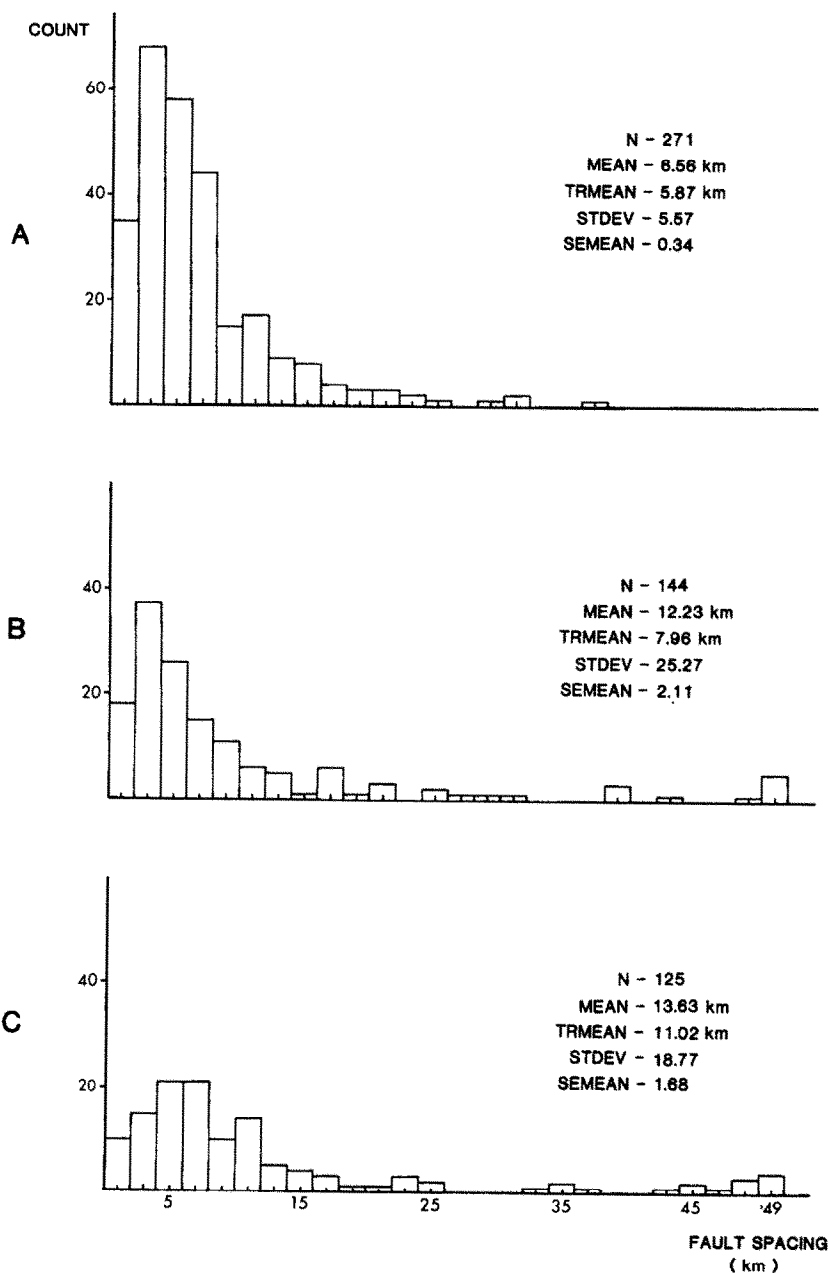 COUNT
60
40
20
A
N - 271
MEAN - 6.56 km
TRMEAN - 5.87 km
STDEV - 5.57
SEMEAN - 0.34
40
20
B
N - 144
MEAN - 12.23 km
TRMEAN - 7.96 km
STDEV - 25.27
SEMEAN - 2.11
40
20
C
N - 125
MEAN - 13.63 km
TRMEAN - 11.02 km
STDEV - 18.77
SEMEAN - 1.68
5 15 25 35 45 >49
FAULT SPACING
( km )